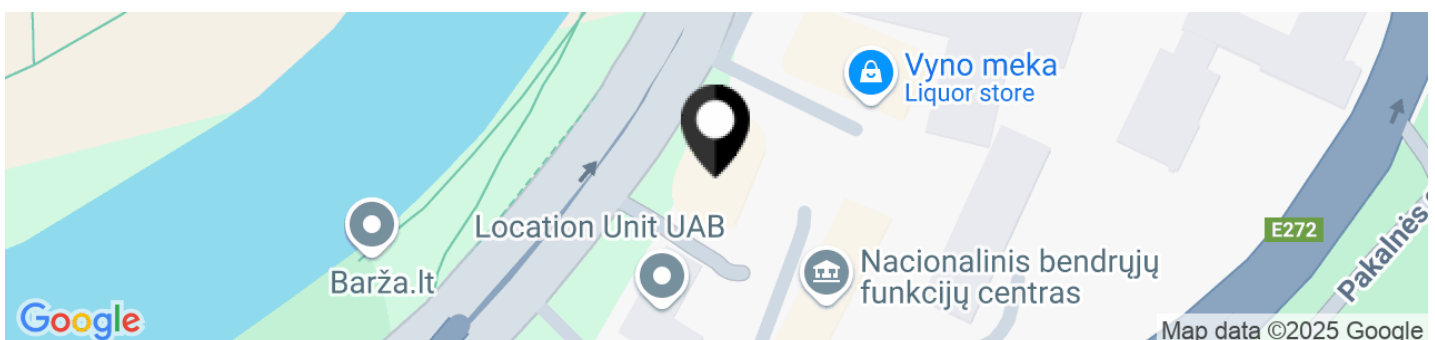 Vyno meka
Liquor store
Location Unit UAB
Barža.lt
Nacionalinis bendrųjų
funkcijų centras
E272
Pakalnės
Google
Map data ©2025 Google